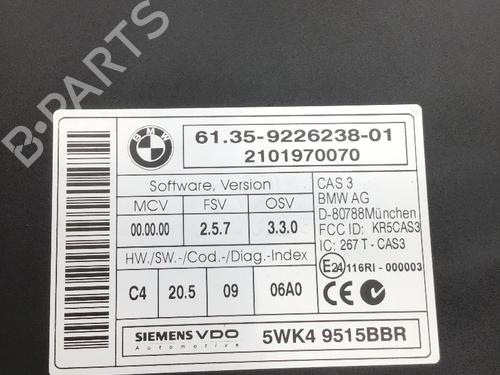 B-PARTS
BMW
61.35-9226238-01
2101970070
Software, Version
MCV FSV OSV
00.00.00 2.5.7 3.3.0
HW./SW.-/Cod.-/Diag.-Index
C4 20.5 09 06A0
CAS 3
BMW AG
D-80788München
FCC ID: KR5CAS3
IC: 267 T - CAS3
E24 116RI - 000003
CE
SIEMENS VDO
Automotive
5WK4 9515BBR